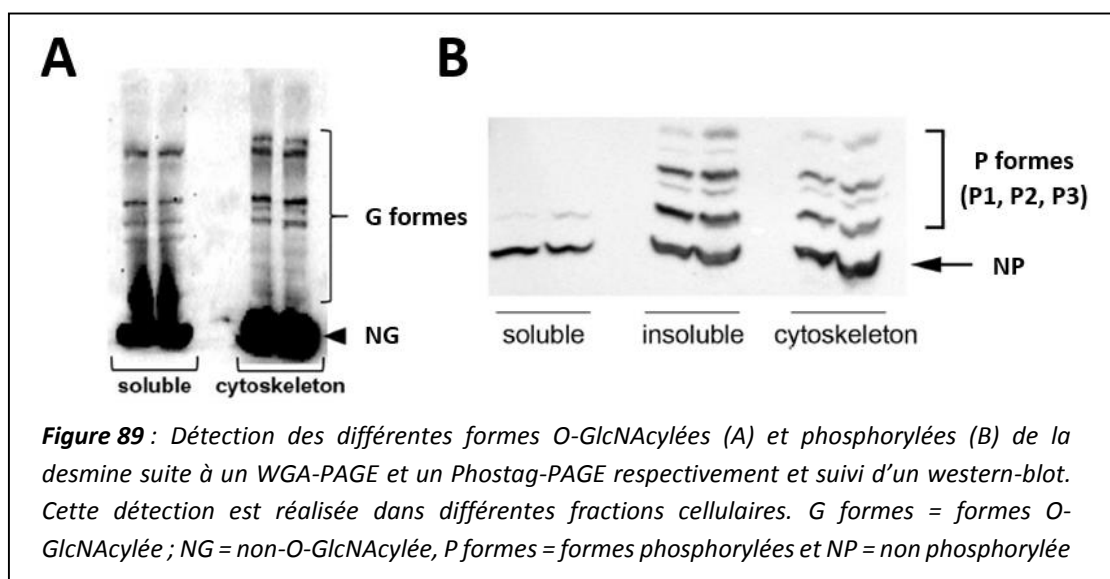 A
B
G formes
P formes
(P1, P2, P3)
NG
NP
soluble
cytoskeleton
soluble
insoluble
cytoskeleton
Figure 89 : Détection des différentes formes O-GlcNAcylées (A) et phosphorylées (B) de la
desmine suite à un WGA-PAGE et un Phostag-PAGE respectivement et suivi d’un western-blot.
Cette détection est réalisée dans différentes fractions cellulaires. G formes = formes O-
GlcNAcylée ; NG = non-O-GlcNAcylée, P formes = formes phosphorylées et NP = non phosphorylée